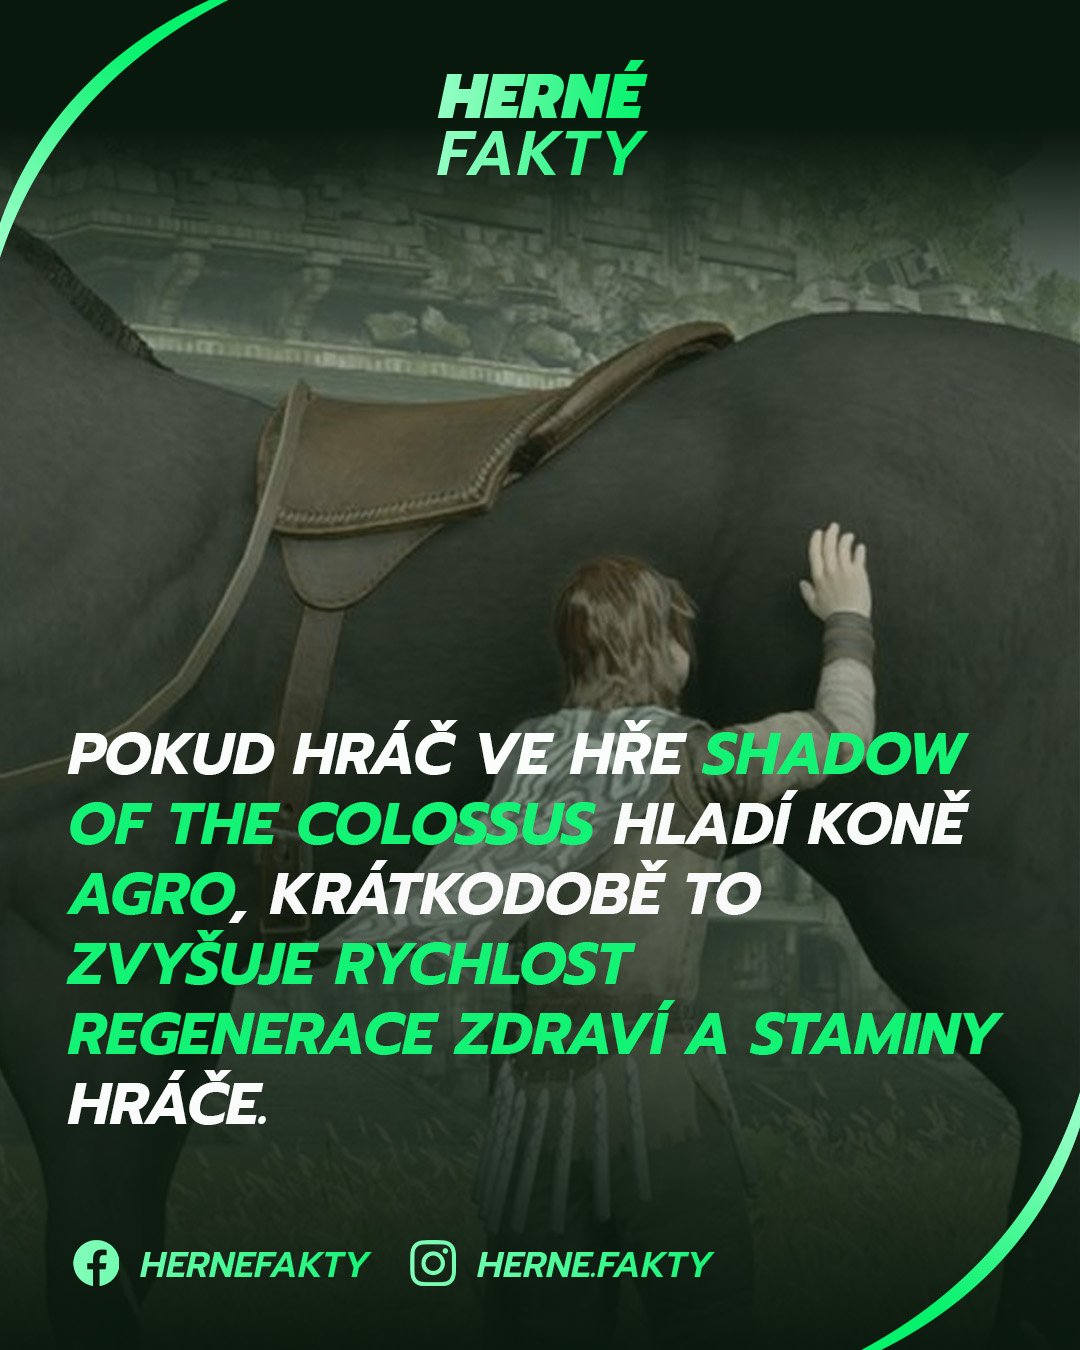 HERNÉ
FAKTY
POKUD HRÁČ VE HŘE SHADOW
OF THE COLOSSUS HLADÍ KONĚ
AGRO, KRÁTKODOBĚ TO
ZVYŠUJE RYCHLOST
REGENERACE ZDRAVÍ A STAMINY
HRÁČE.
HERNEFAKTY HERNE.FAKTY